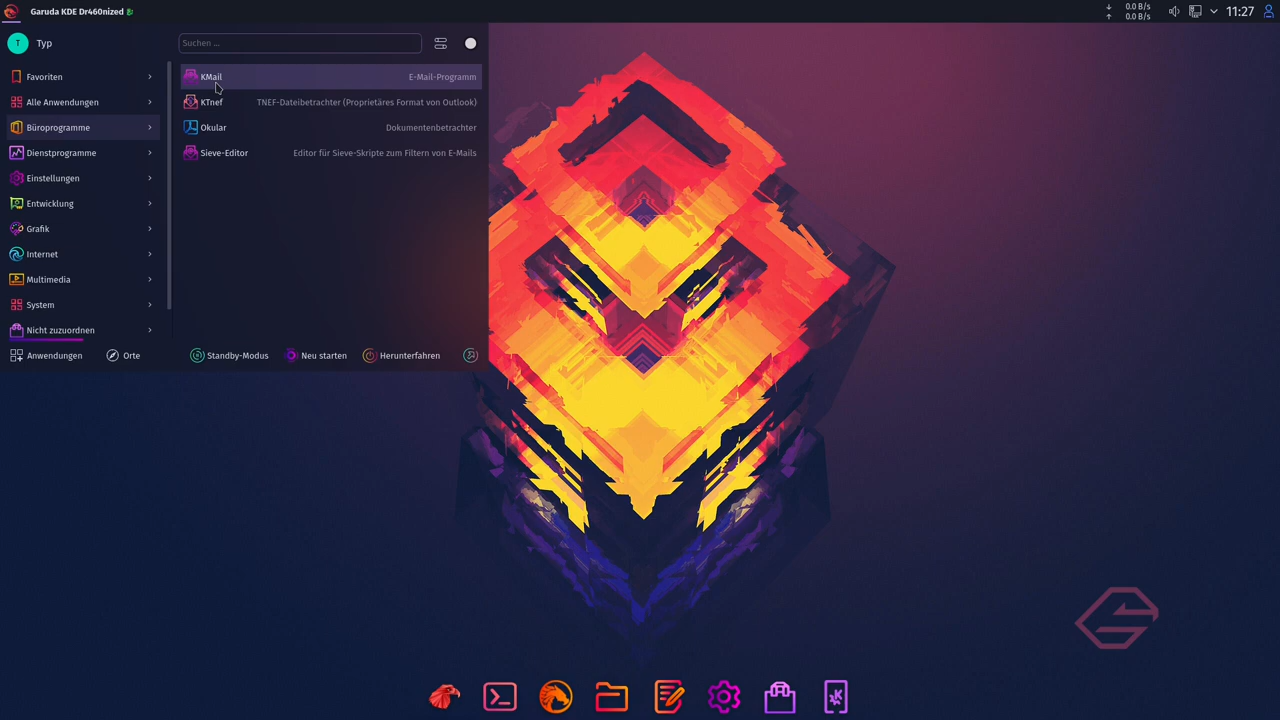 Garuda KDE Dr460nized
0.0 B/s
0.0 B/s
11:27
T
Typ
Suchen ...
Favoriten
Alle Anwendungen
Büroprogramme
Dienstprogramme
Einstellungen
Entwicklung
Grafik
Internet
Multimedia
System
Nicht zuzuordnen
KMail E-Mail-Programm
KTnef TNEF-Dateibetrachter (Proprietäres Format von Outlook)
Okular Dokumentenbetrachter
Sieve-Editor Editor für Sieve-Skripte zum Filtern von E-Mails
Anwendungen Orte Standby-Modus Neu starten Herunterfahren